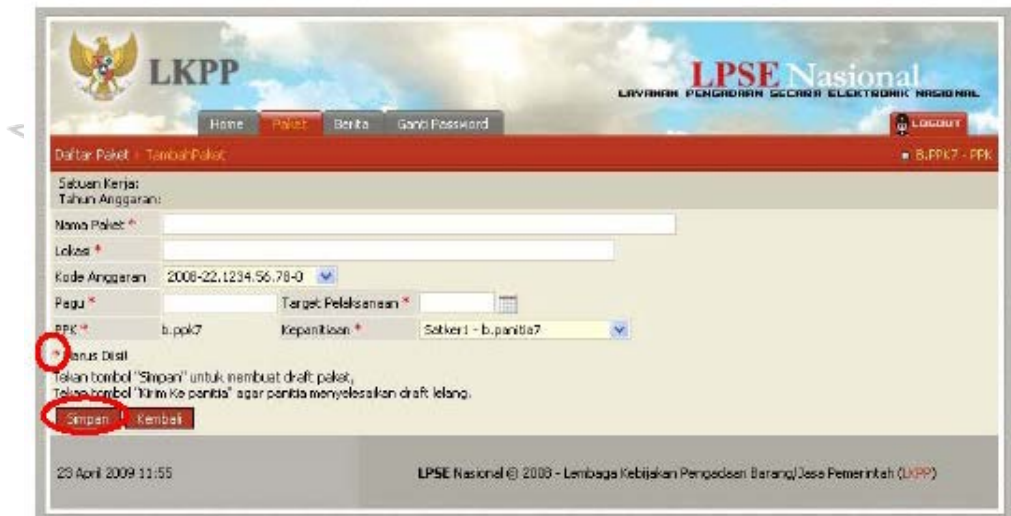 LKPP
LPSE Nasional
LAYANAN PENGADAAN SECARA ELEKTRONIK NASIONAL
Home Paket Berita Ganti Password LOGOUT
Daftar Paket TambahPaket B.PPK7 - PPK
Satuan Kerja:
Tahun Anggaran:
Nama Paket *
Lokasi *
Kode Anggaran 2008-22.1234.56.78-0
Pagu * Target Pelaksanaan *
PPK * b.ppk7 Kepanitiaan * Satker1 - b.panitia7
* Harus Diisi
Tekan tombol "Simpan" untuk membuat draft paket,
Tekan tombol "Kirim Ke panitia" agar panitia menyelesaikan draft lelang.
Simpan Kembali
23 April 2009 11:55 LPSE Nasional © 2008 - Lembaga Kebijakan Pengadaan Barang/Jasa Pemerintah (LKPP)